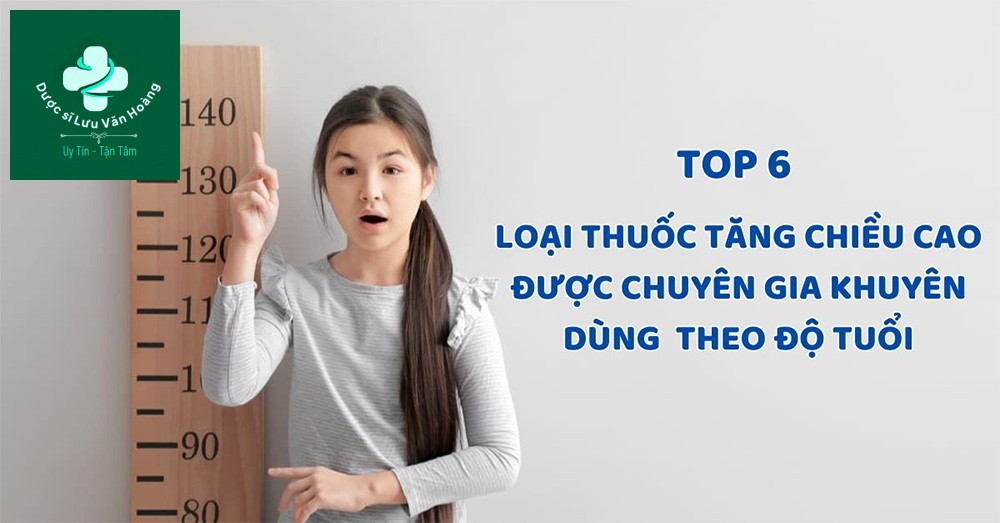 Dược sĩ Lưu Văn Hoàng
Uy Tín - Tận Tâm
140
130
120
11
10
90
80
TOP 6
LOẠI THUỐC TĂNG CHIỀU CAO
ĐƯỢC CHUYÊN GIA KHUYÊN
DÙNG THEO ĐỘ TUỔI